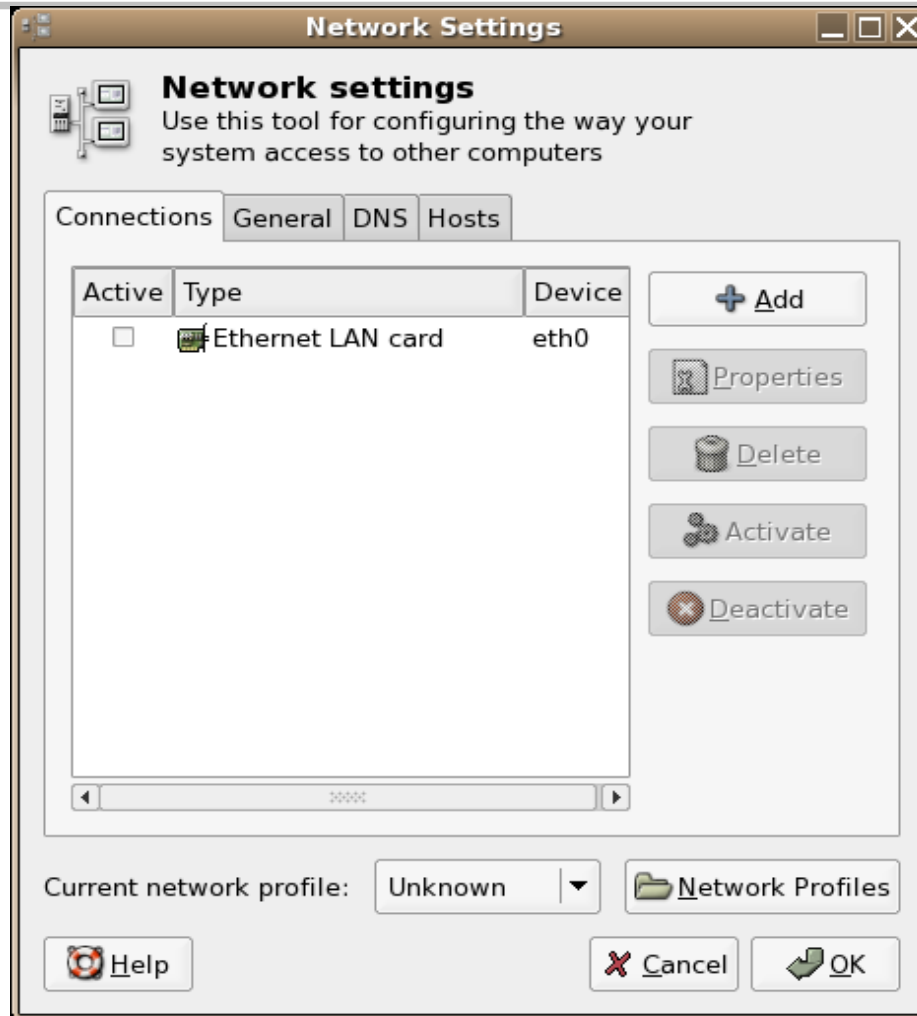 Network Settings
Network settings
Use this tool for configuring the way your
system access to other computers
Connections General DNS Hosts
Active Type Device
Ethernet LAN card eth0
Add
Properties
Delete
Activate
Deactivate
Current network profile: Unknown Network Profiles
Help Cancel OK